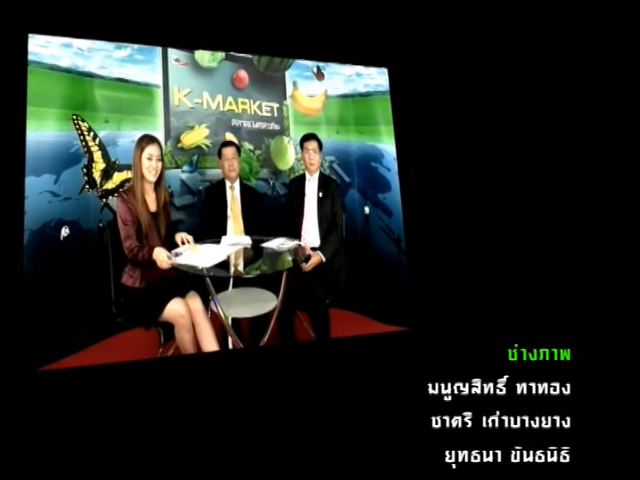 K-MARKET
ช่างภาพ
มนูญสิทธิ์ ทาทอง
ชาตรี เก่าบางยาง
ยุทธนา ขันธนิธิ